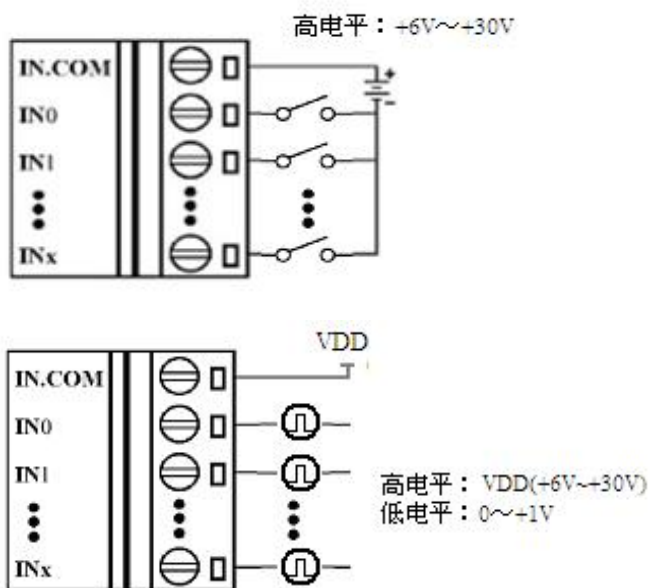 高电平：+6V～+30V
IN.COM
IN0
IN1
INx
VDD
IN.COM
IN0
IN1
INx
高电平：VDD(+6V~+30V)
低电平：0～+1V